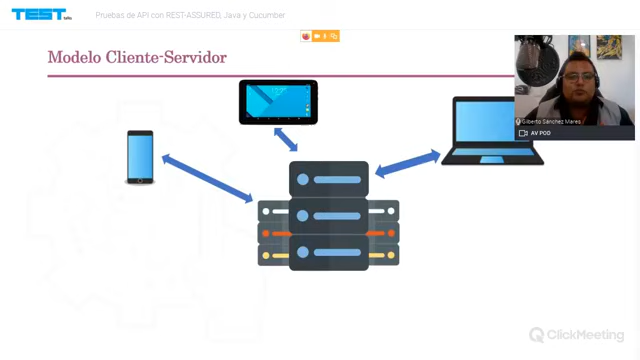 TEST
Pruebas de API con REST-ASSURED, Java y Cucumber
Modelo Cliente-Servidor
Gilberto Sánchez Mares
AV POD
ClickMeeting